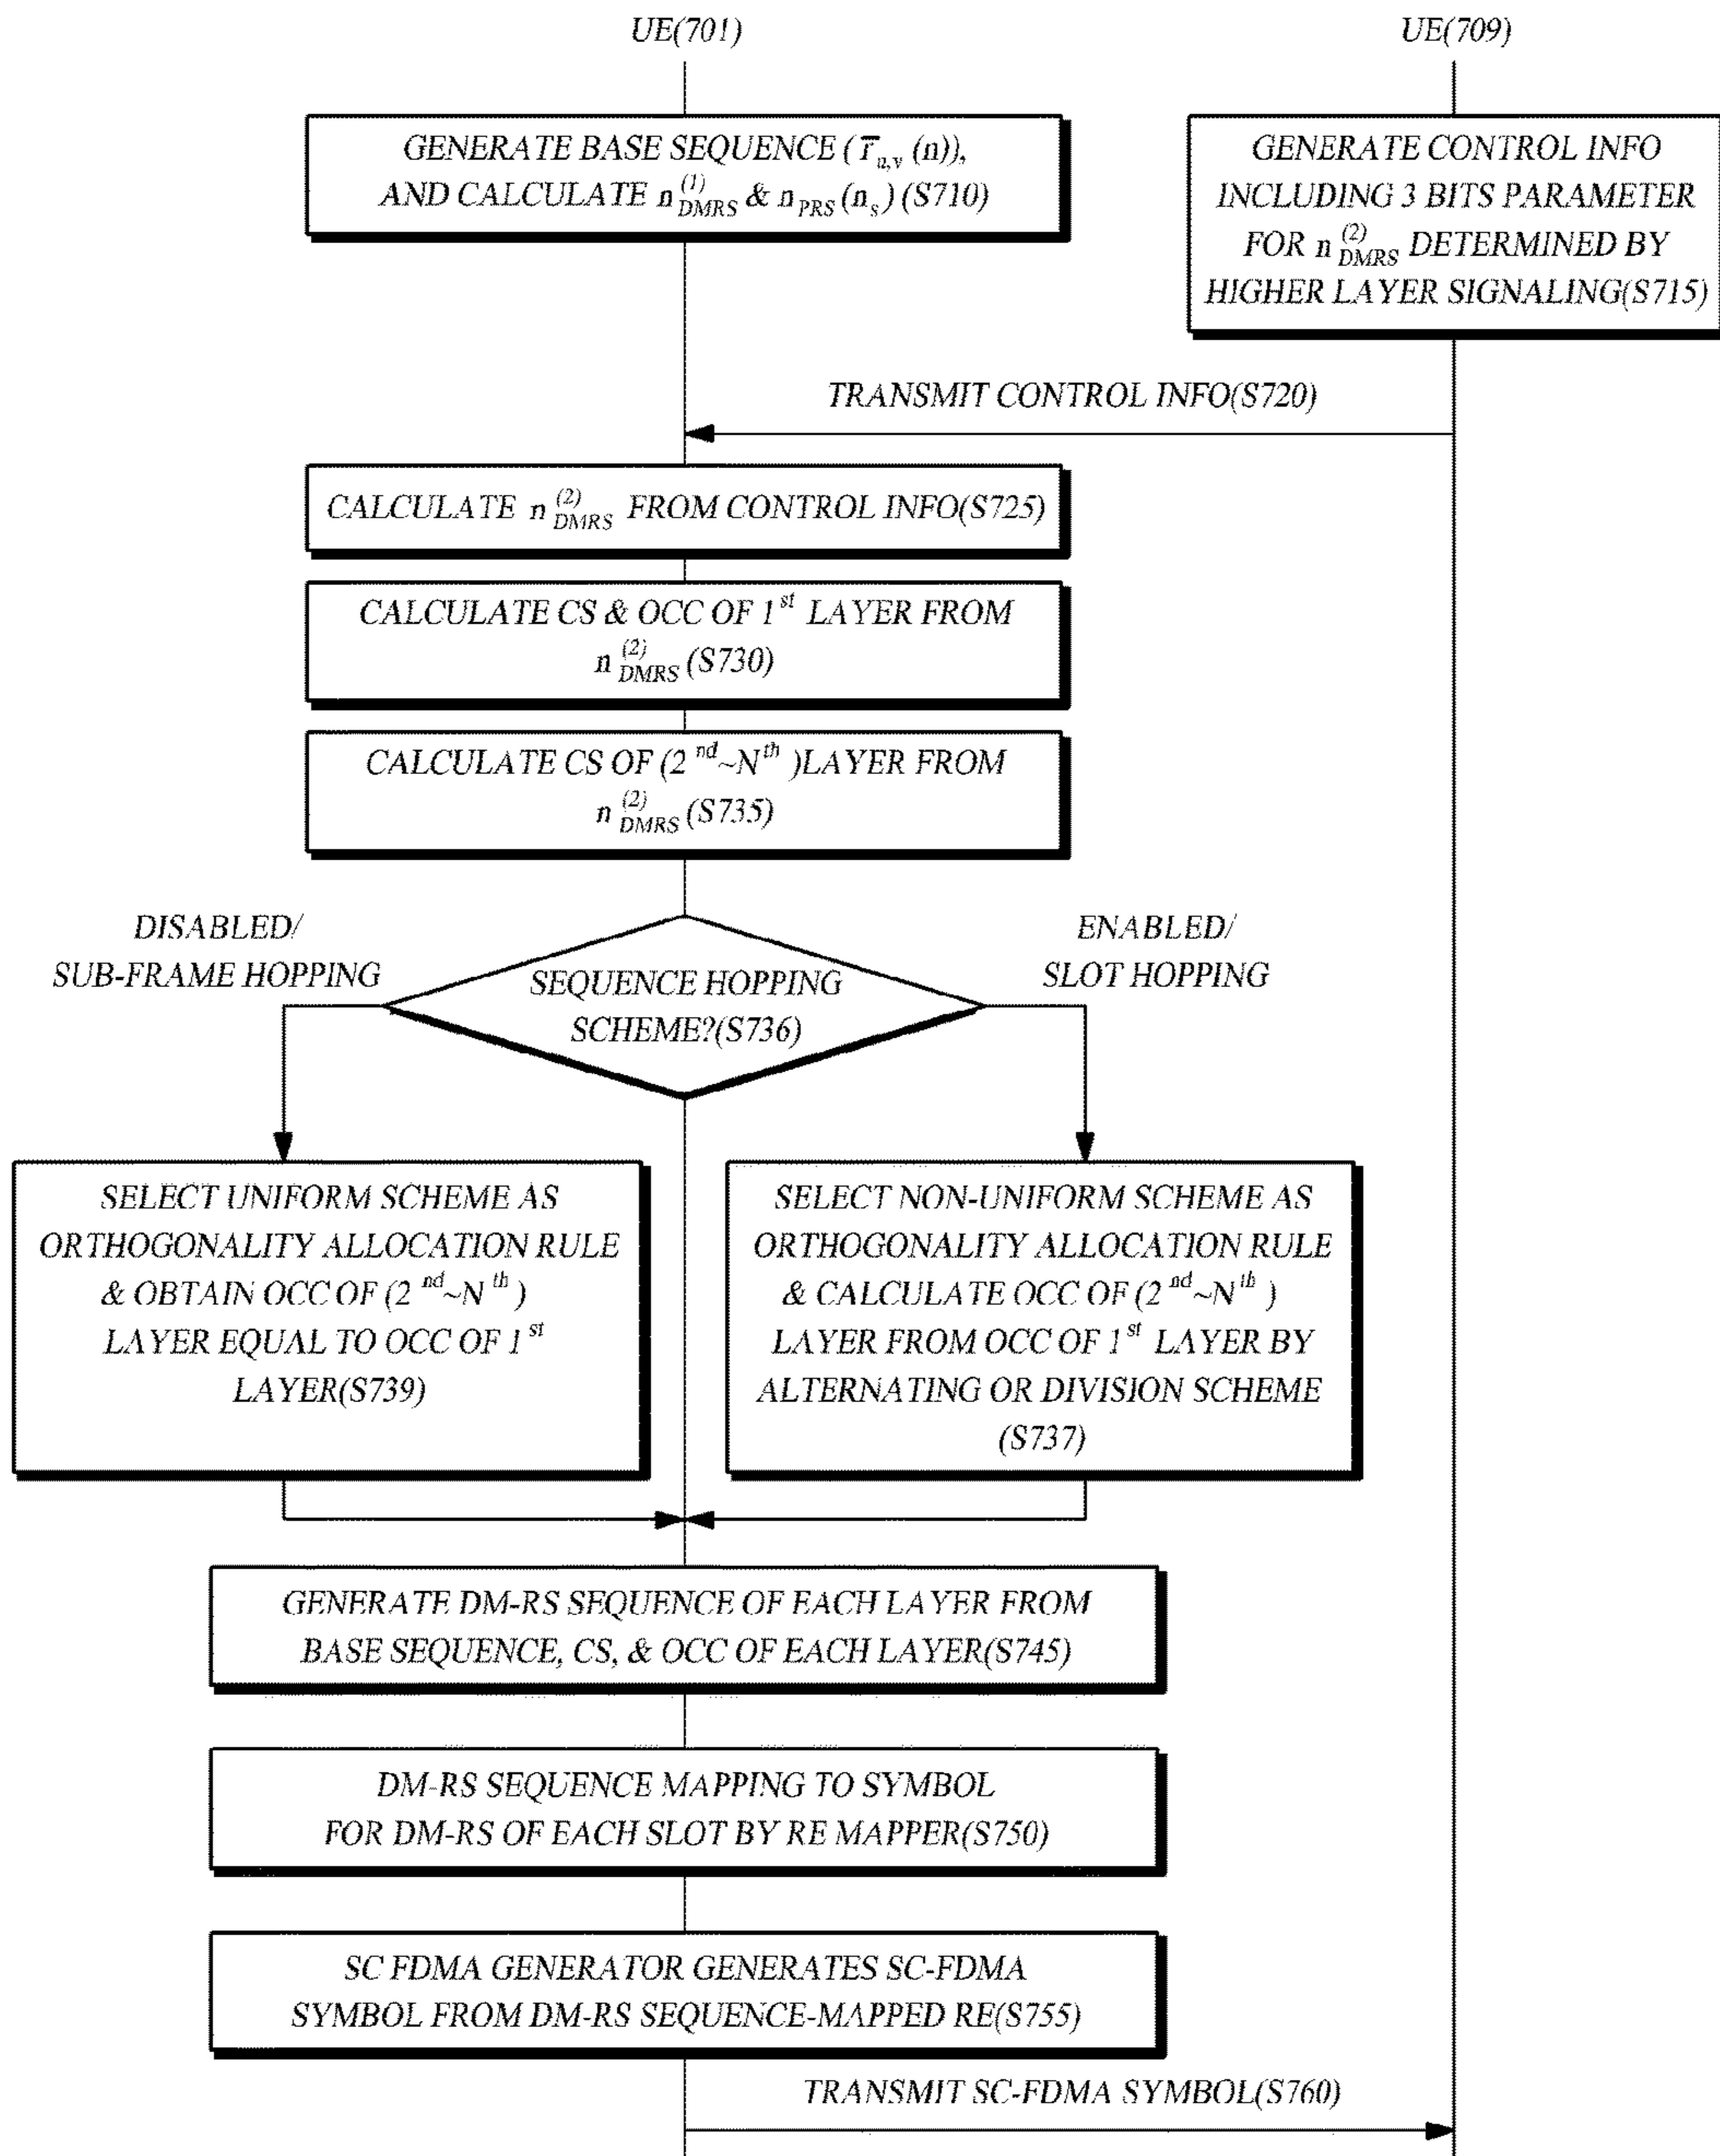 UE(701)
UE(709)
GENERATE BASE SEQUENCE (r̅u,v (n)),
AND CALCULATE n(1)DMRS & nPRS(ns) (S710)
GENERATE CONTROL INFO
INCLUDING 3 BITS PARAMETER
FOR n(2)DMRS DETERMINED BY
HIGHER LAYER SIGNALING(S715)
TRANSMIT CONTROL INFO(S720)
CALCULATE n(2)DMRS FROM CONTROL INFO(S725)
CALCULATE CS & OCC OF 1st LAYER FROM
n(2)DMRS (S730)
CALCULATE CS OF (2nd~Nth)LAYER FROM
n(2)DMRS (S735)
DISABLED/
SUB-FRAME HOPPING
SEQUENCE HOPPING
SCHEME?(S736)
ENABLED/
SLOT HOPPING
SELECT UNIFORM SCHEME AS
ORTHOGONALITY ALLOCATION RULE
& OBTAIN OCC OF (2nd~Nth)
LAYER EQUAL TO OCC OF 1st
LAYER(S739)
SELECT NON-UNIFORM SCHEME AS
ORTHOGONALITY ALLOCATION RULE
& CALCULATE OCC OF (2nd~Nth)
LAYER FROM OCC OF 1st LAYER BY
ALTERNATING OR DIVISION SCHEME
(S737)
GENERATE DM-RS SEQUENCE OF EACH LAYER FROM
BASE SEQUENCE, CS, & OCC OF EACH LAYER(S745)
DM-RS SEQUENCE MAPPING TO SYMBOL
FOR DM-RS OF EACH SLOT BY RE MAPPER(S750)
SC FDMA GENERATOR GENERATES SC-FDMA
SYMBOL FROM DM-RS SEQUENCE-MAPPED RE(S755)
TRANSMIT SC-FDMA SYMBOL(S760)